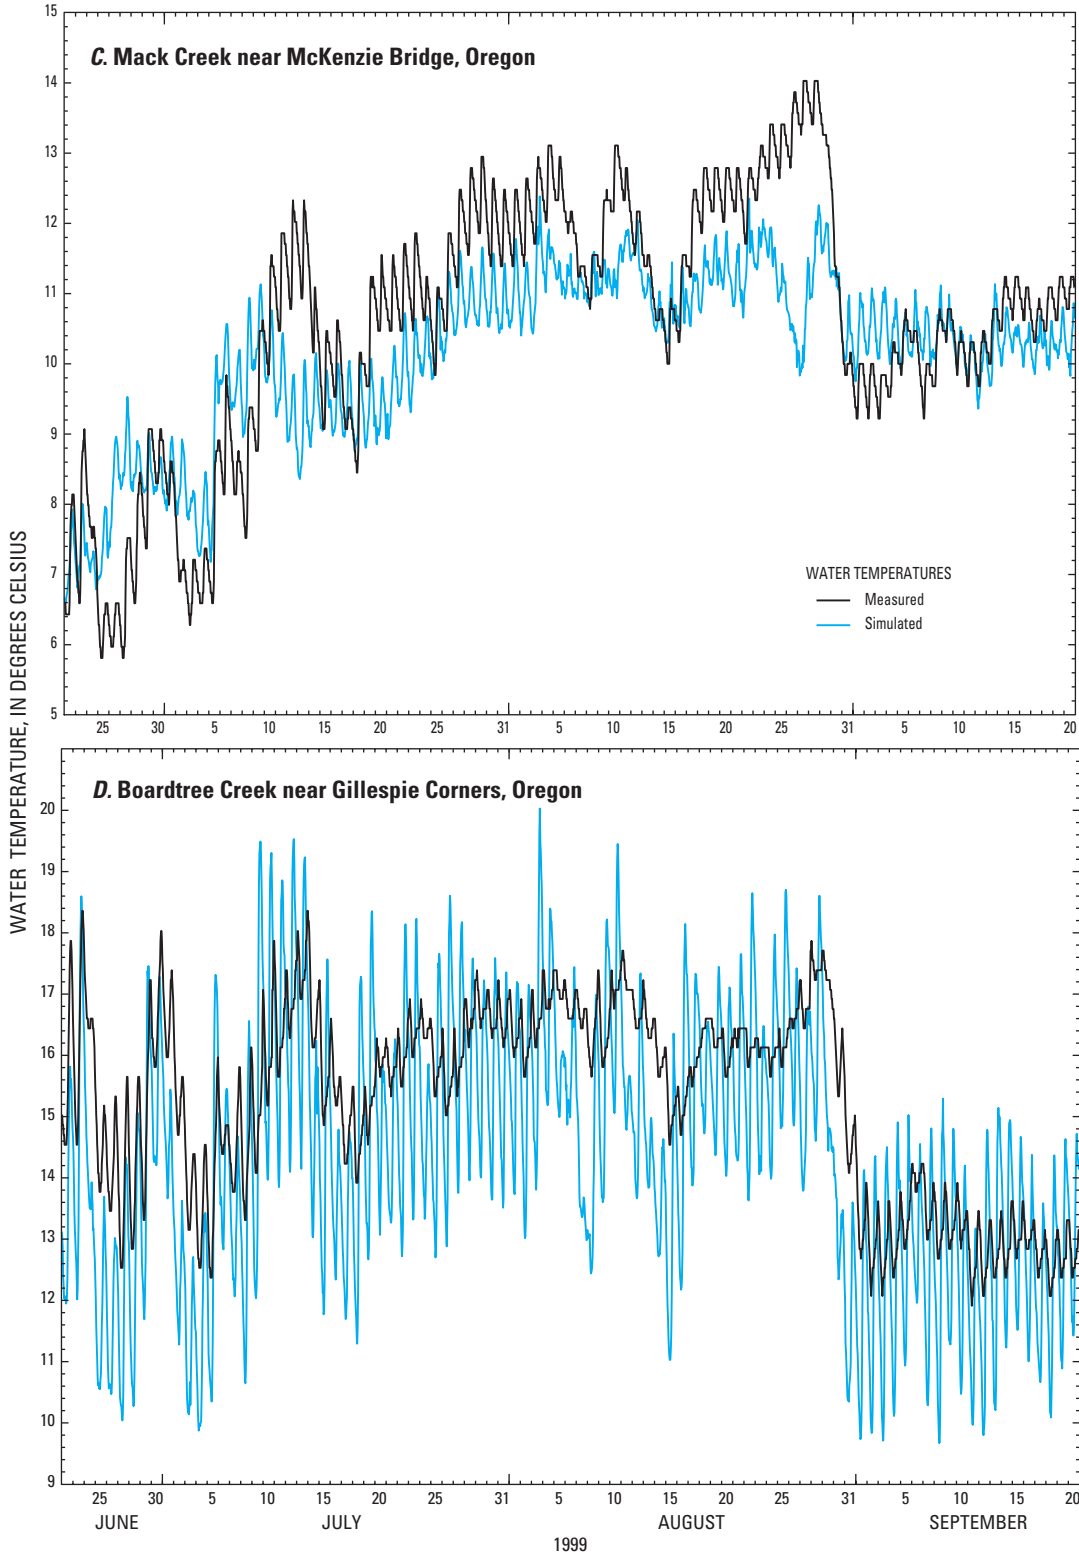 C. Mack Creek near McKenzie Bridge, Oregon
15
14
13
12
11
10
9
8
7
6
5
WATER TEMPERATURES
Measured
Simulated
25 30 5 10 15 20 25 31 5 10 15 20 25 31 5 10 15 20
WATER TEMPERATURE, IN DEGREES CELSIUS
D. Boardtree Creek near Gillespie Corners, Oregon
20
19
18
17
16
15
14
13
12
11
10
9
25 30 5 10 15 20 25 31 5 10 15 20 25 31 5 10 15 20
JUNE JULY AUGUST SEPTEMBER
1999